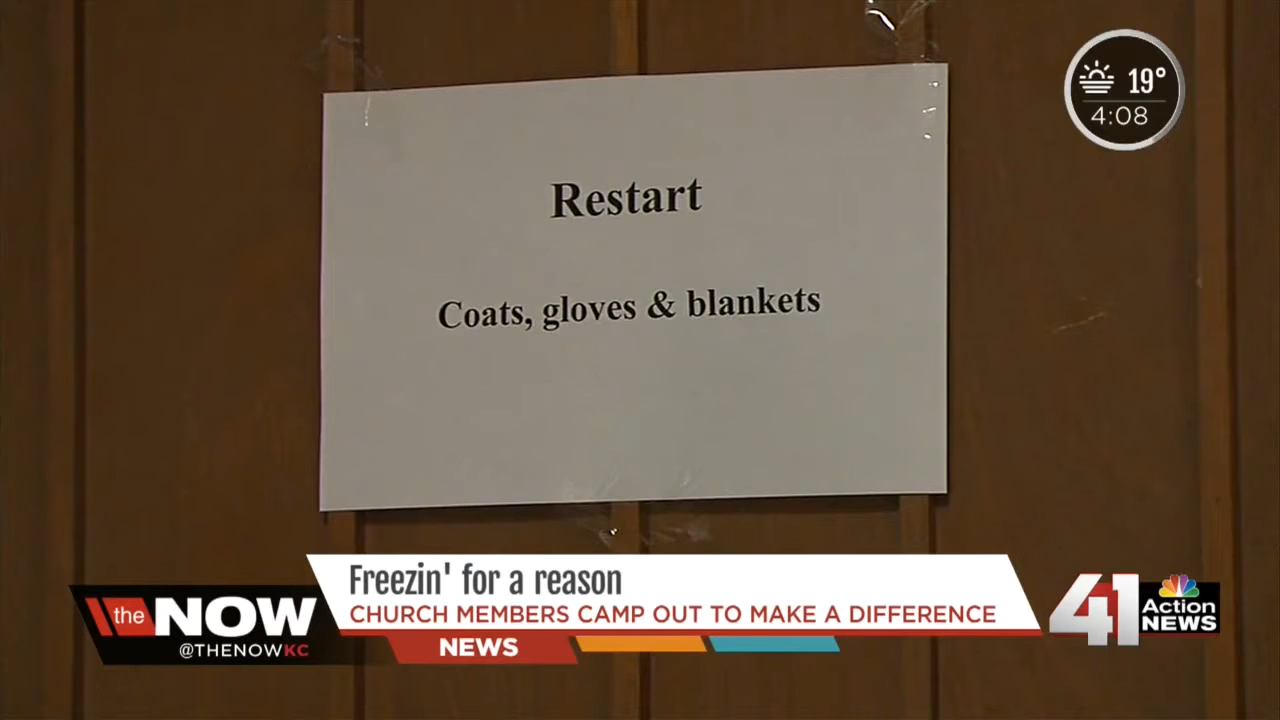 19°
4:08
Restart
Coats, gloves & blankets
Freezin' for a reason
CHURCH MEMBERS CAMP OUT TO MAKE A DIFFERENCE
the NOW
@THENOWKC
NEWS
41 Action NEWS